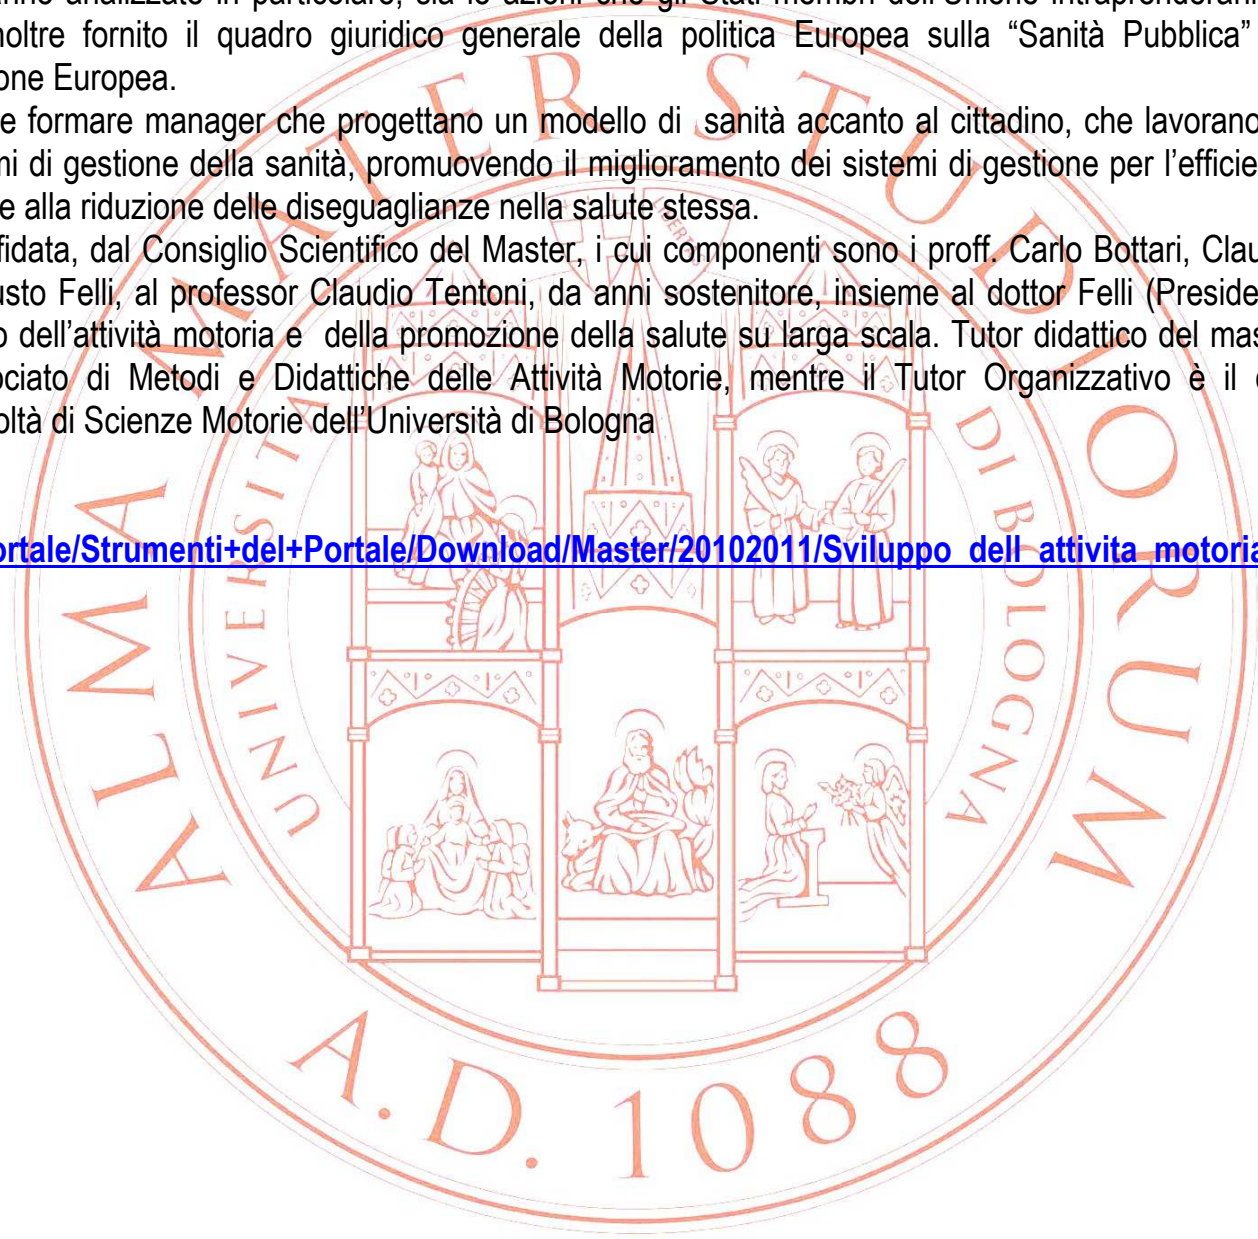 anno analizzate in particolare, sia le azioni che gli Stati membri dell'Unione intraprenderan
noltre fornito il quadro giuridico generale della politica Europea sulla “Sanità Pubblica”
one Europea.
e formare manager che progettano un modello di sanità accanto al cittadino, che lavorano
mi di gestione della sanità, promuovendo il miglioramento dei sistemi di gestione per l’efficie
e alla riduzione delle diseguaglianze nella salute stessa.
fidata, dal Consiglio Scientifico del Master, i cui componenti sono i proff. Carlo Bottari, Clau
usto Felli, al professor Claudio Tentoni, da anni sostenitore, insieme al dottor Felli (Preside
o dell’attività motoria e della promozione della salute su larga scala. Tutor didattico del mas
ociato di Metodi e Didattiche delle Attività Motorie, mentre il Tutor Organizzativo è il
oltà di Scienze Motorie dell’Università di Bologna
ortale/Strumenti+del+Portale/Download/Master/20102011/Sviluppo_dell_attivita_motoria
ALMA MATER STUDIORUM
UNIVERSITA DI BOLOGNA
LIBERTAS
A.D. 1088